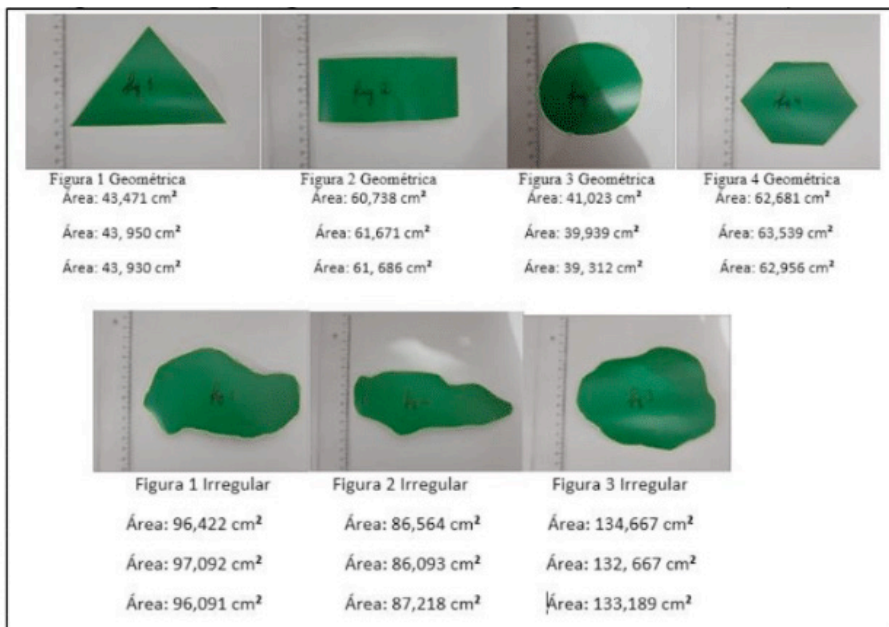 Figura 1 Geométrica
Área: 43,471 cm²
Área: 43, 950 cm²
Área: 43, 930 cm²
Figura 2 Geométrica
Área: 60,738 cm²
Área: 61,671 cm²
Área: 61, 686 cm²
Figura 3 Geométrica
Área: 41,023 cm²
Área: 39,939 cm²
Área: 39, 312 cm²
Figura 4 Geométrica
Área: 62,681 cm²
Área: 63,539 cm²
Área: 62,956 cm²
Figura 1 Irregular
Área: 96,422 cm²
Área: 97,092 cm²
Área: 96,091 cm²
Figura 2 Irregular
Área: 86,564 cm²
Área: 86,093 cm²
Área: 87,218 cm²
Figura 3 Irregular
Área: 134,667 cm²
Área: 132, 667 cm²
Área: 133,189 cm²